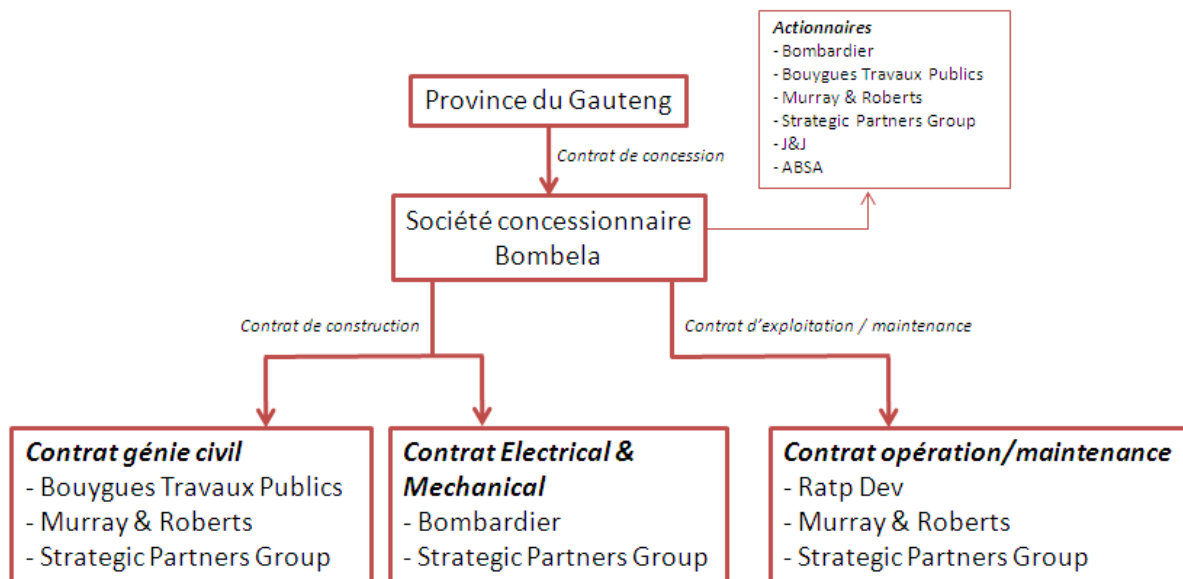 Actionnaires
- Bombardier
- Bouygues Travaux Publics
- Murray & Roberts
- Strategic Partners Group
- J&J
- ABSA
Province du Gauteng
Contrat de concession
Société concessionnaire
Bombela
Contrat de construction
Contrat d’exploitation / maintenance
Contrat génie civil
- Bouygues Travaux Publics
- Murray & Roberts
- Strategic Partners Group
Contrat Electrical &
Mechanical
- Bombardier
- Strategic Partners Group
Contrat opération/maintenance
- Ratp Dev
- Murray & Roberts
- Strategic Partners Group